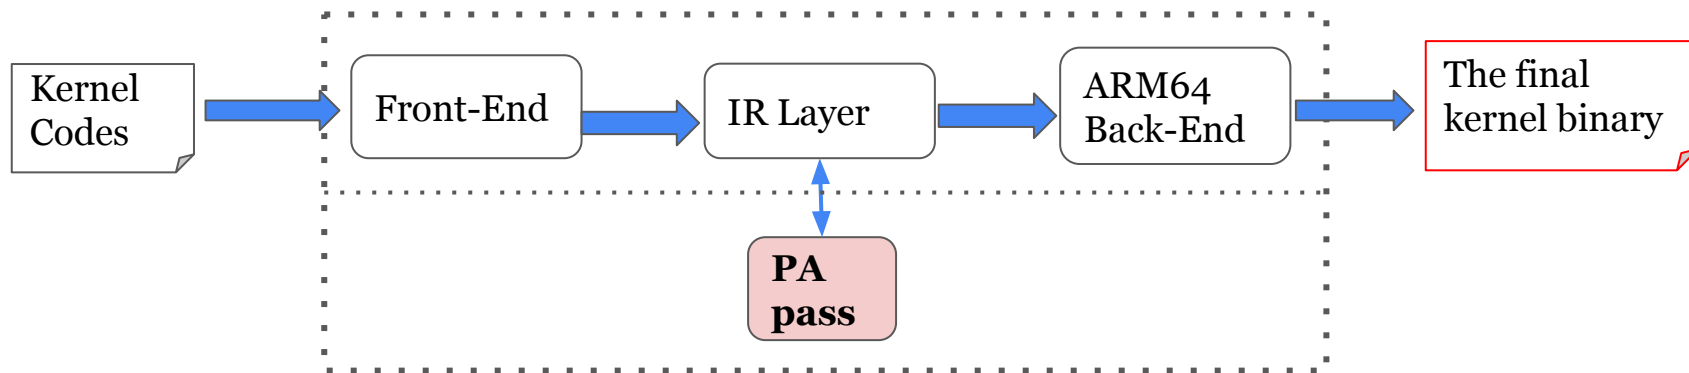 Kernel
Codes
Front-End
IR Layer
ARM64
Back-End
The final
kernel binary
PA
pass